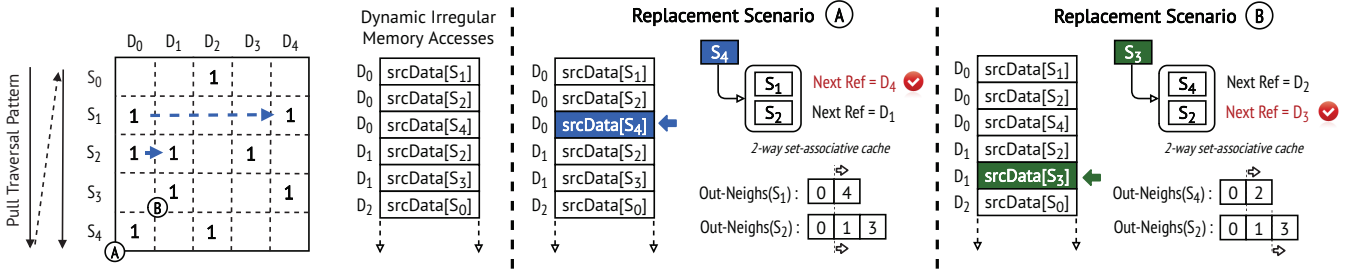 Pull Traversal Pattern
D0 D1 D2 D3 D4
S0 1
S1 1 1
S2 1 1 1
S3 1 1
S4 1 1
B
A
Dynamic Irregular
Memory Accesses
D0 srcData[S1]
D0 srcData[S2]
D0 srcData[S4]
D1 srcData[S2]
D1 srcData[S3]
D2 srcData[S0]
Replacement Scenario A
D0 srcData[S1]
D0 srcData[S2]
D0 srcData[S4]
D1 srcData[S2]
D1 srcData[S3]
D2 srcData[S0]
S4
S1 Next Ref = D4
S2 Next Ref = D1
2-way set-associative cache
Out-Neighs(S1) : 0 4
Out-Neighs(S2) : 0 1 3
Replacement Scenario B
D0 srcData[S1]
D0 srcData[S2]
D0 srcData[S4]
D1 srcData[S2]
D1 srcData[S3]
D2 srcData[S0]
S3
S4 Next Ref = D2
S2 Next Ref = D3
2-way set-associative cache
Out-Neighs(S4) : 0 2
Out-Neighs(S2) : 0 1 3